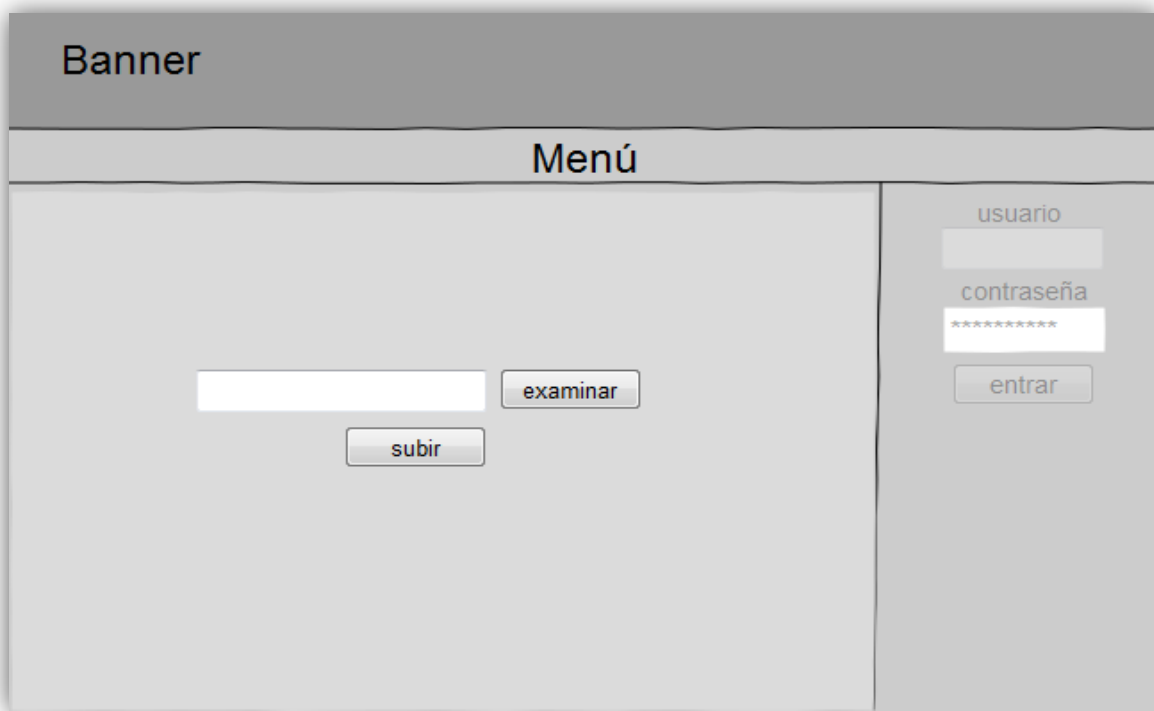 Banner
Menú
usuario
contraseña
**********
entrar
examinar
subir